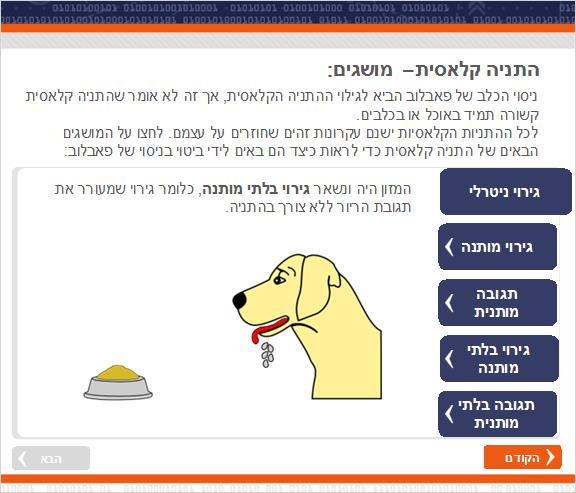 התניה קלאסית – מושגים:
ניסוי הכלב של פאבלוב הביא לגילוי ההתניה הקלאסית, אך זה לא אומר שהתניה קלאסית
קשורה תמיד באוכל או בכלבים.
לכל ההתניות הקלאסיות ישנם עקרונות זהים שחוזרים על עצמם. לחצו על המושגים
הבאים של התניה קלאסית כדי לראות כיצד הם באים לידי ביטוי בניסוי של פאבלוב:
גירוי ניטרלי
גירוי מותנה
תגובה
מותנית
גירוי בלתי
מותנה
תגובה בלתי
מותנית
המזון היה ונשאר גירוי בלתי מותנה, כלומר גירוי שמעורר את
תגובת הריור ללא צורך בהתניה.
הקודם
הבא